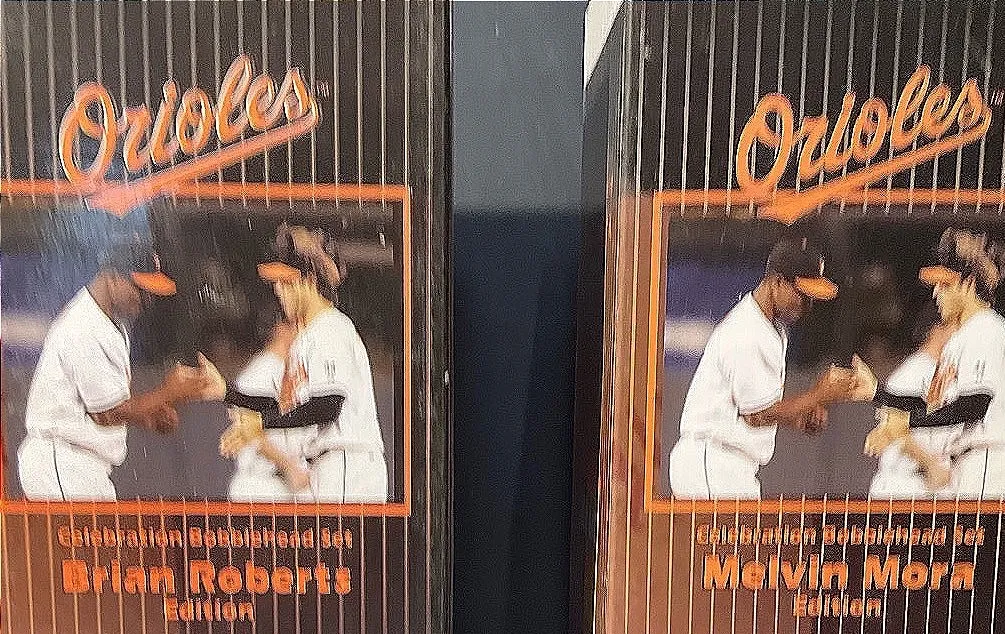 Orioles
Celebration Bobblehead Set
Brian Roberts
Edition
Orioles
Celebration Bobblehead Set
Melvin Mora
Edition